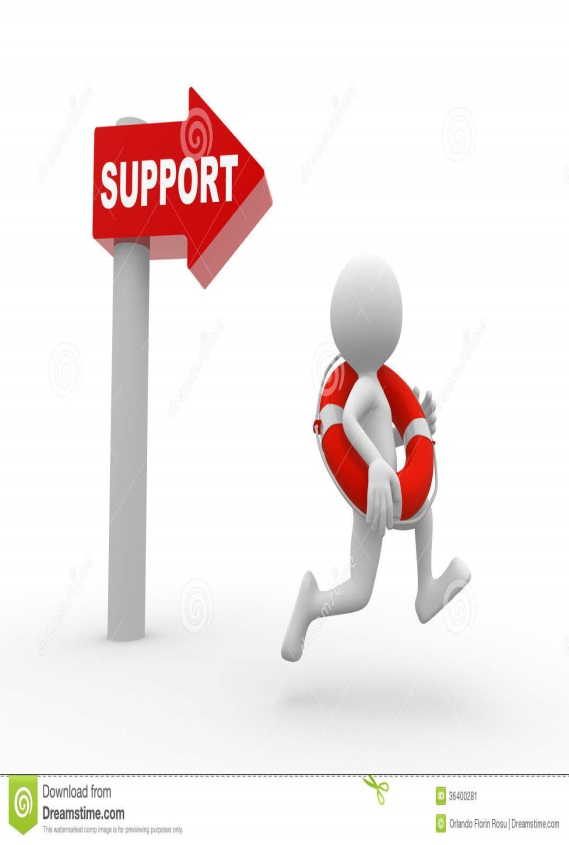 SUPPORT
Download from
Dreamstime.com
This watermarked comp image is for previewing purposes only.
ID 36400281
© Orlando Florin Rosu | Dreamstime.com